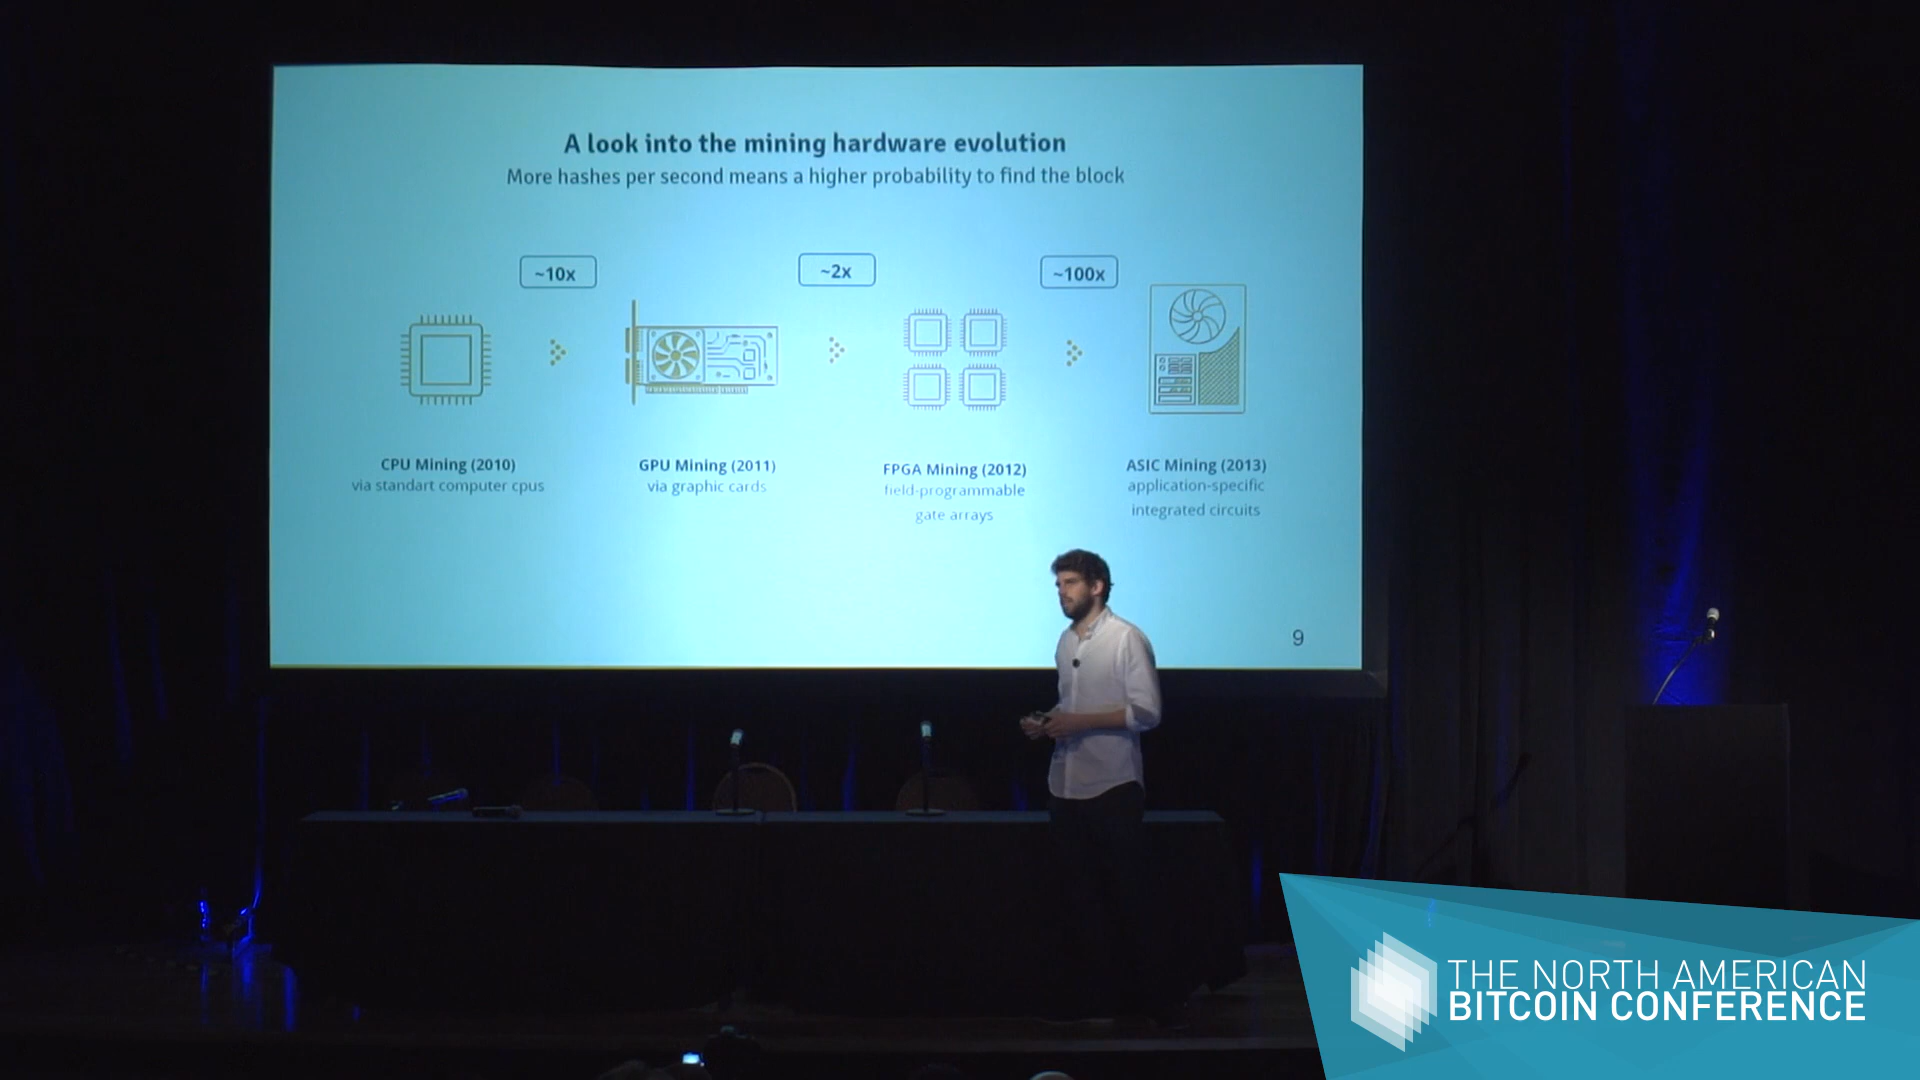 A look into the mining hardware evolution
More hashes per second means a higher probability to find the block
~10x
~2x
~100x
CPU Mining (2010)
via standart computer cpus
GPU Mining (2011)
via graphic cards
FPGA Mining (2012)
field-programmable
gate arrays
ASIC Mining (2013)
application-specific
integrated circuits
9
THE NORTH AMERICAN
BITCOIN CONFERENCE